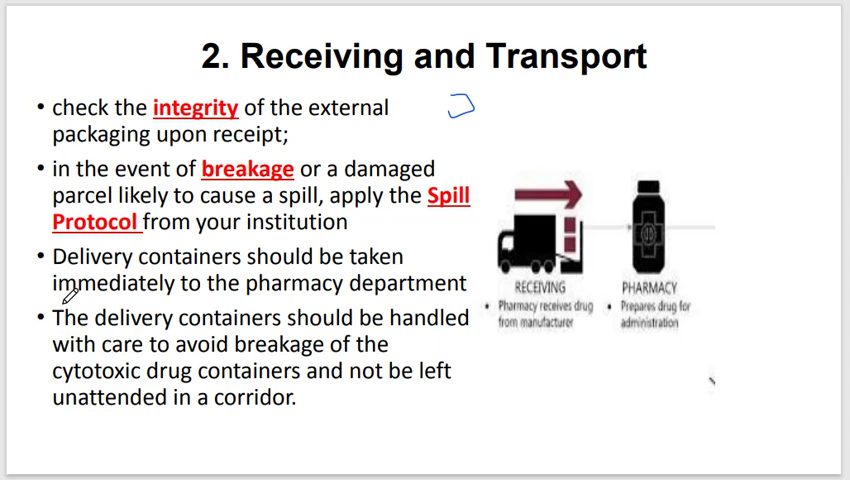 2. Receiving and Transport
• check the integrity of the external
packaging upon receipt;
• in the event of breakage or a damaged
parcel likely to cause a spill, apply the Spill
Protocol from your institution
• Delivery containers should be taken
immediately to the pharmacy department
• The delivery containers should be handled
with care to avoid breakage of the
cytotoxic drug containers and not be left
unattended in a corridor.
RECEIVING
• Pharmacy receives drug
from manufacturer
PHARMACY
• Prepares drug for
administration